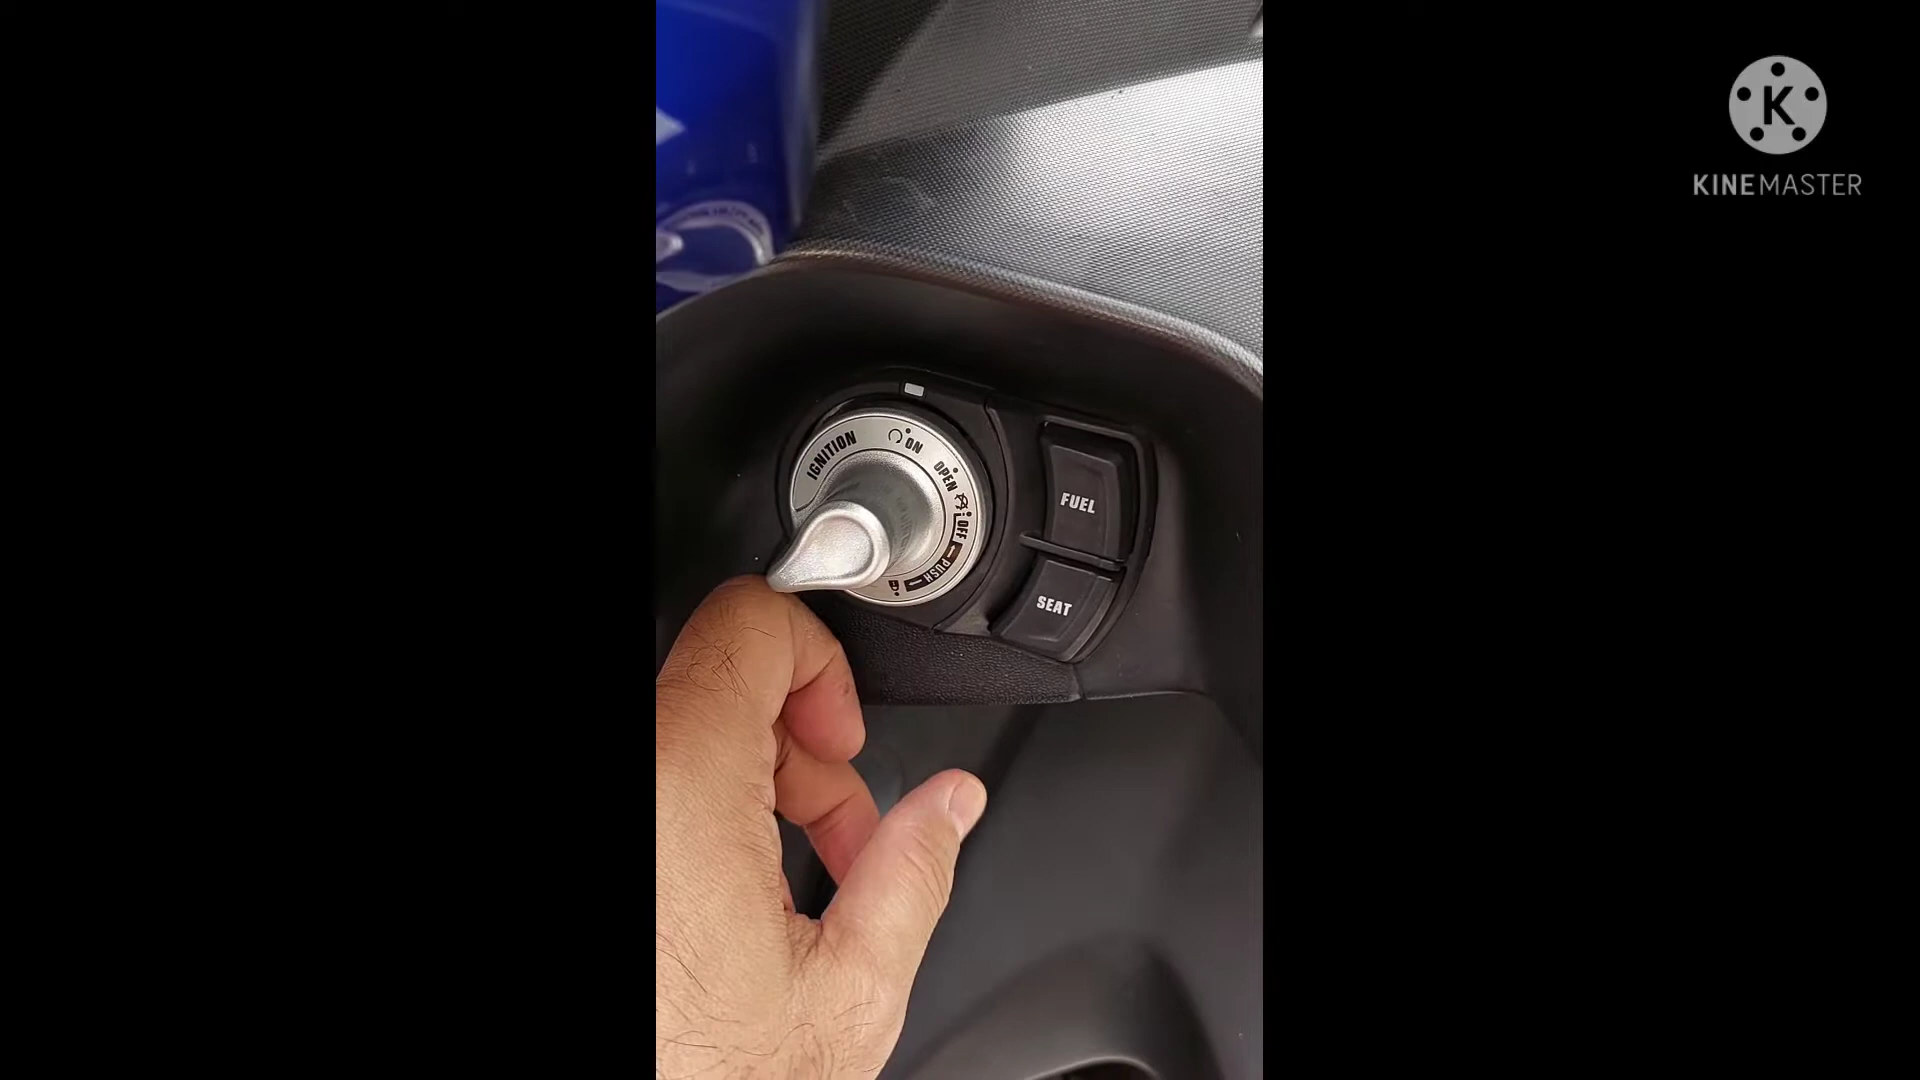 KINEMASTER
IGNITION
ON
OPEN
OFF
PUSH
FUEL
SEAT